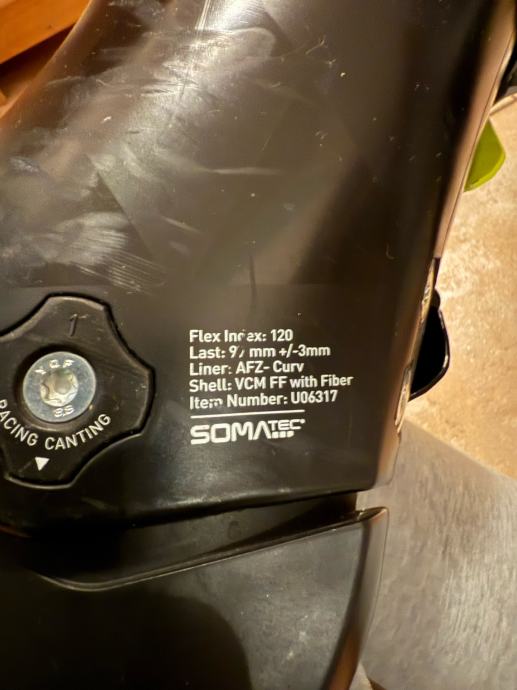 Flex Index: 120
Last: mm +/-3mm
Liner: AFZ- Curv
Shell: VCM FF with Fiber
Item Number: U06317
SOMATEC
1
RACING CANTING